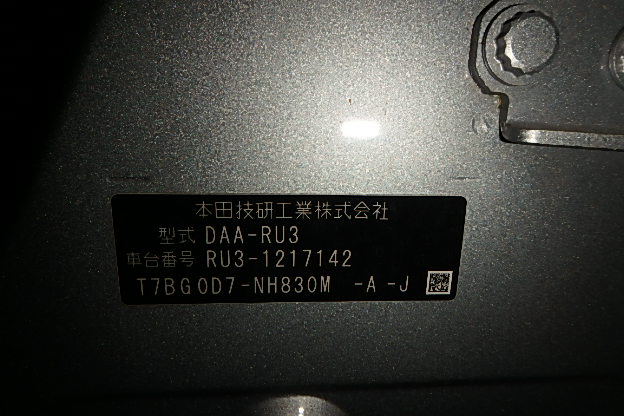 本田技研工業株式会社
型式 DAA-RU3
車台番号 RU3-1217142
T7BG0D7-NH830M -A -J